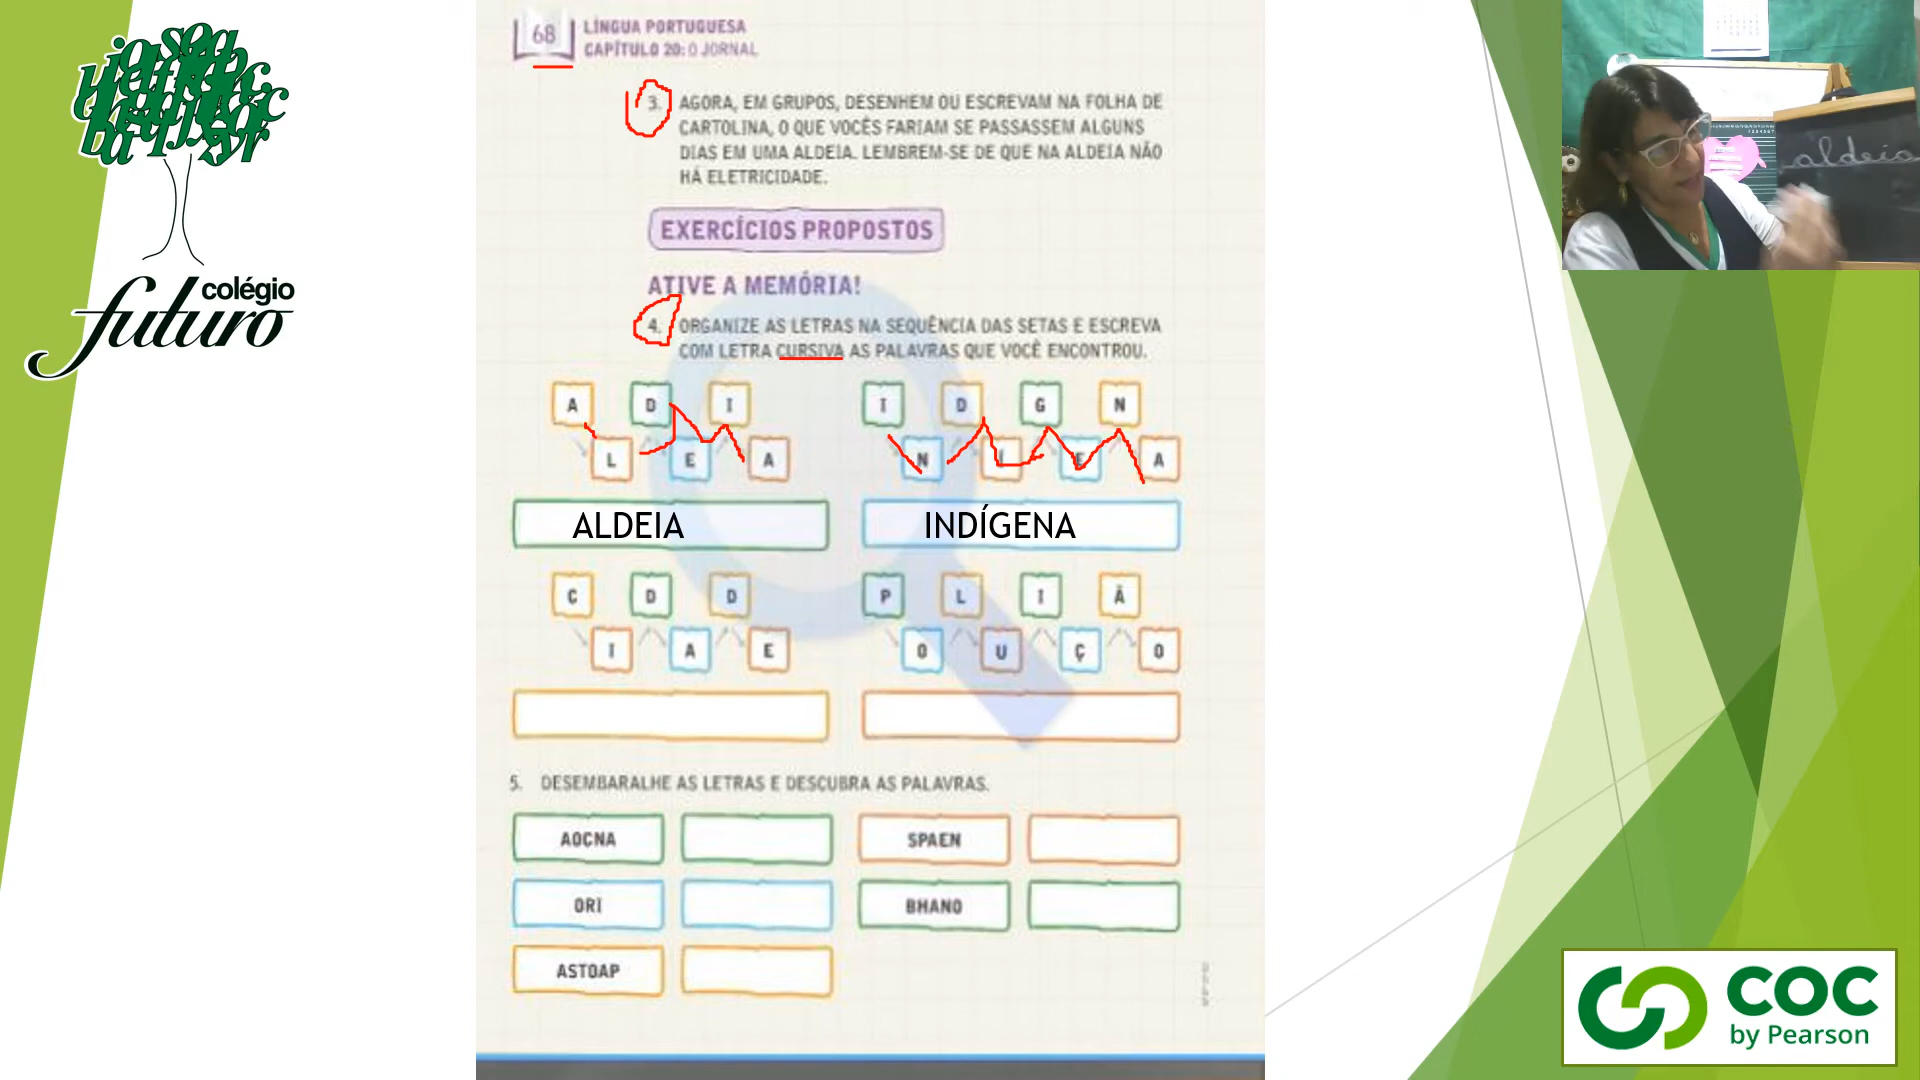 colégio
futuro
68
LÍNGUA PORTUGUESA
CAPÍTULO 20: O JORNAL
3. AGORA, EM GRUPOS, DESENHEM OU ESCREVAM NA FOLHA DE
CARTOLINA, O QUE VOCÊS FARIAM SE PASSASSEM ALGUNS
DIAS EM UMA ALDEIA. LEMBREM-SE DE QUE NA ALDEIA NÃO
HÁ ELETRICIDADE.
EXERCÍCIOS PROPOSTOS
ATIVE A MEMÓRIA!
4. ORGANIZE AS LETRAS NA SEQUÊNCIA DAS SETAS E ESCREVA
COM LETRA CURSIVA AS PALAVRAS QUE VOCÊ ENCONTROU.
A D I
L E A
ALDEIA
I D G N
N Í E A
INDÍGENA
C D D
I A E
P L I Ã
O U Ç O
5. DESEMBARALHE AS LETRAS E DESCUBRA AS PALAVRAS.
AOCNA
SPAEN
ORI
BHANO
ASTOAP
aldeia
COC
by Pearson